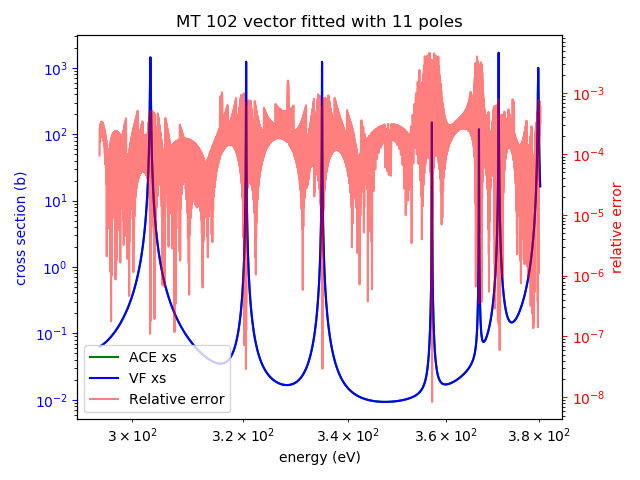 MT 102 vector fitted with 11 poles
cross section (b)
10³
10²
10¹
10⁰
10⁻¹
10⁻²
10⁻³
10⁻⁴
10⁻⁵
10⁻⁶
10⁻⁷
10⁻⁸
relative error
ACE xs
VF xs
Relative error
3 × 10²
3.2 × 10²
3.4 × 10²
3.6 × 10²
3.8 × 10²
energy (eV)